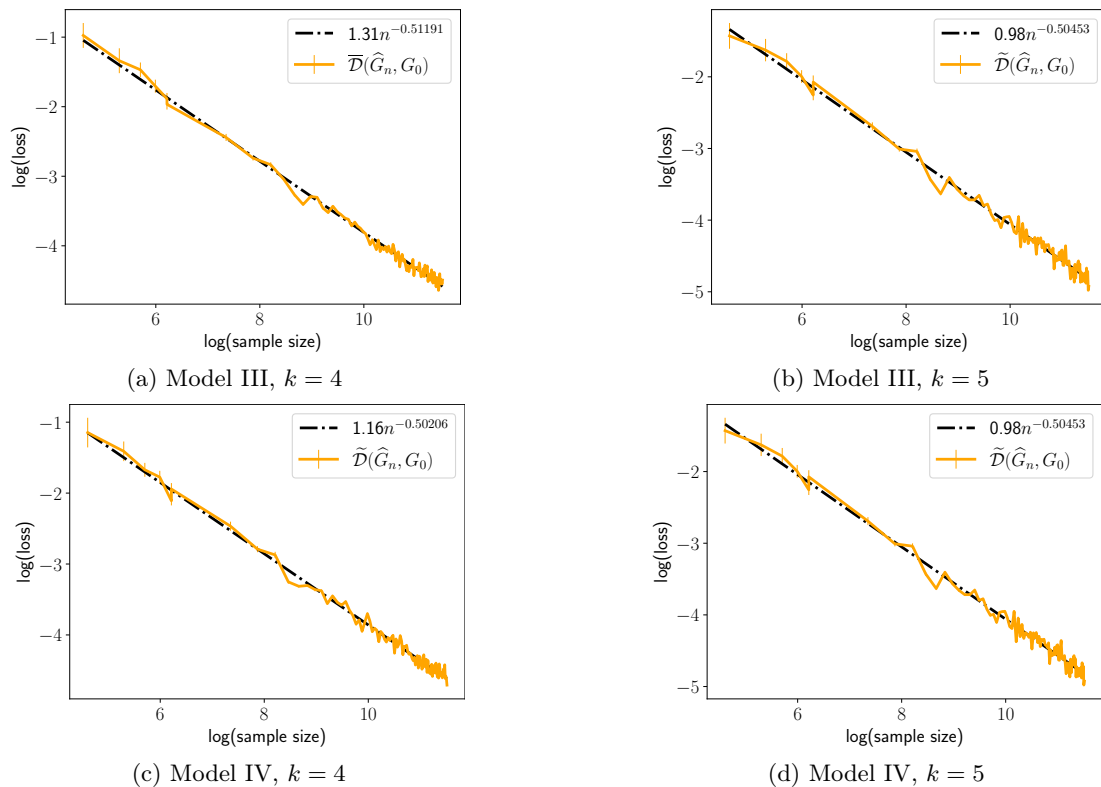 1.31n^{-0.51191}
\overline{D}(\widehat{G}_n, G_0)
log(loss)
−1
−2
−3
−4
6
8
10
log(sample size)
(a) Model III, k = 4
0.98n^{-0.50453}
\widetilde{D}(\widehat{G}_n, G_0)
log(loss)
−2
−3
−4
−5
6
8
10
log(sample size)
(b) Model III, k = 5
1.16n^{-0.50206}
\widetilde{D}(\widehat{G}_n, G_0)
log(loss)
−1
−2
−3
−4
6
8
10
log(sample size)
(c) Model IV, k = 4
0.98n^{-0.50453}
\widetilde{D}(\widehat{G}_n, G_0)
log(loss)
−2
−3
−4
−5
6
8
10
log(sample size)
(d) Model IV, k = 5